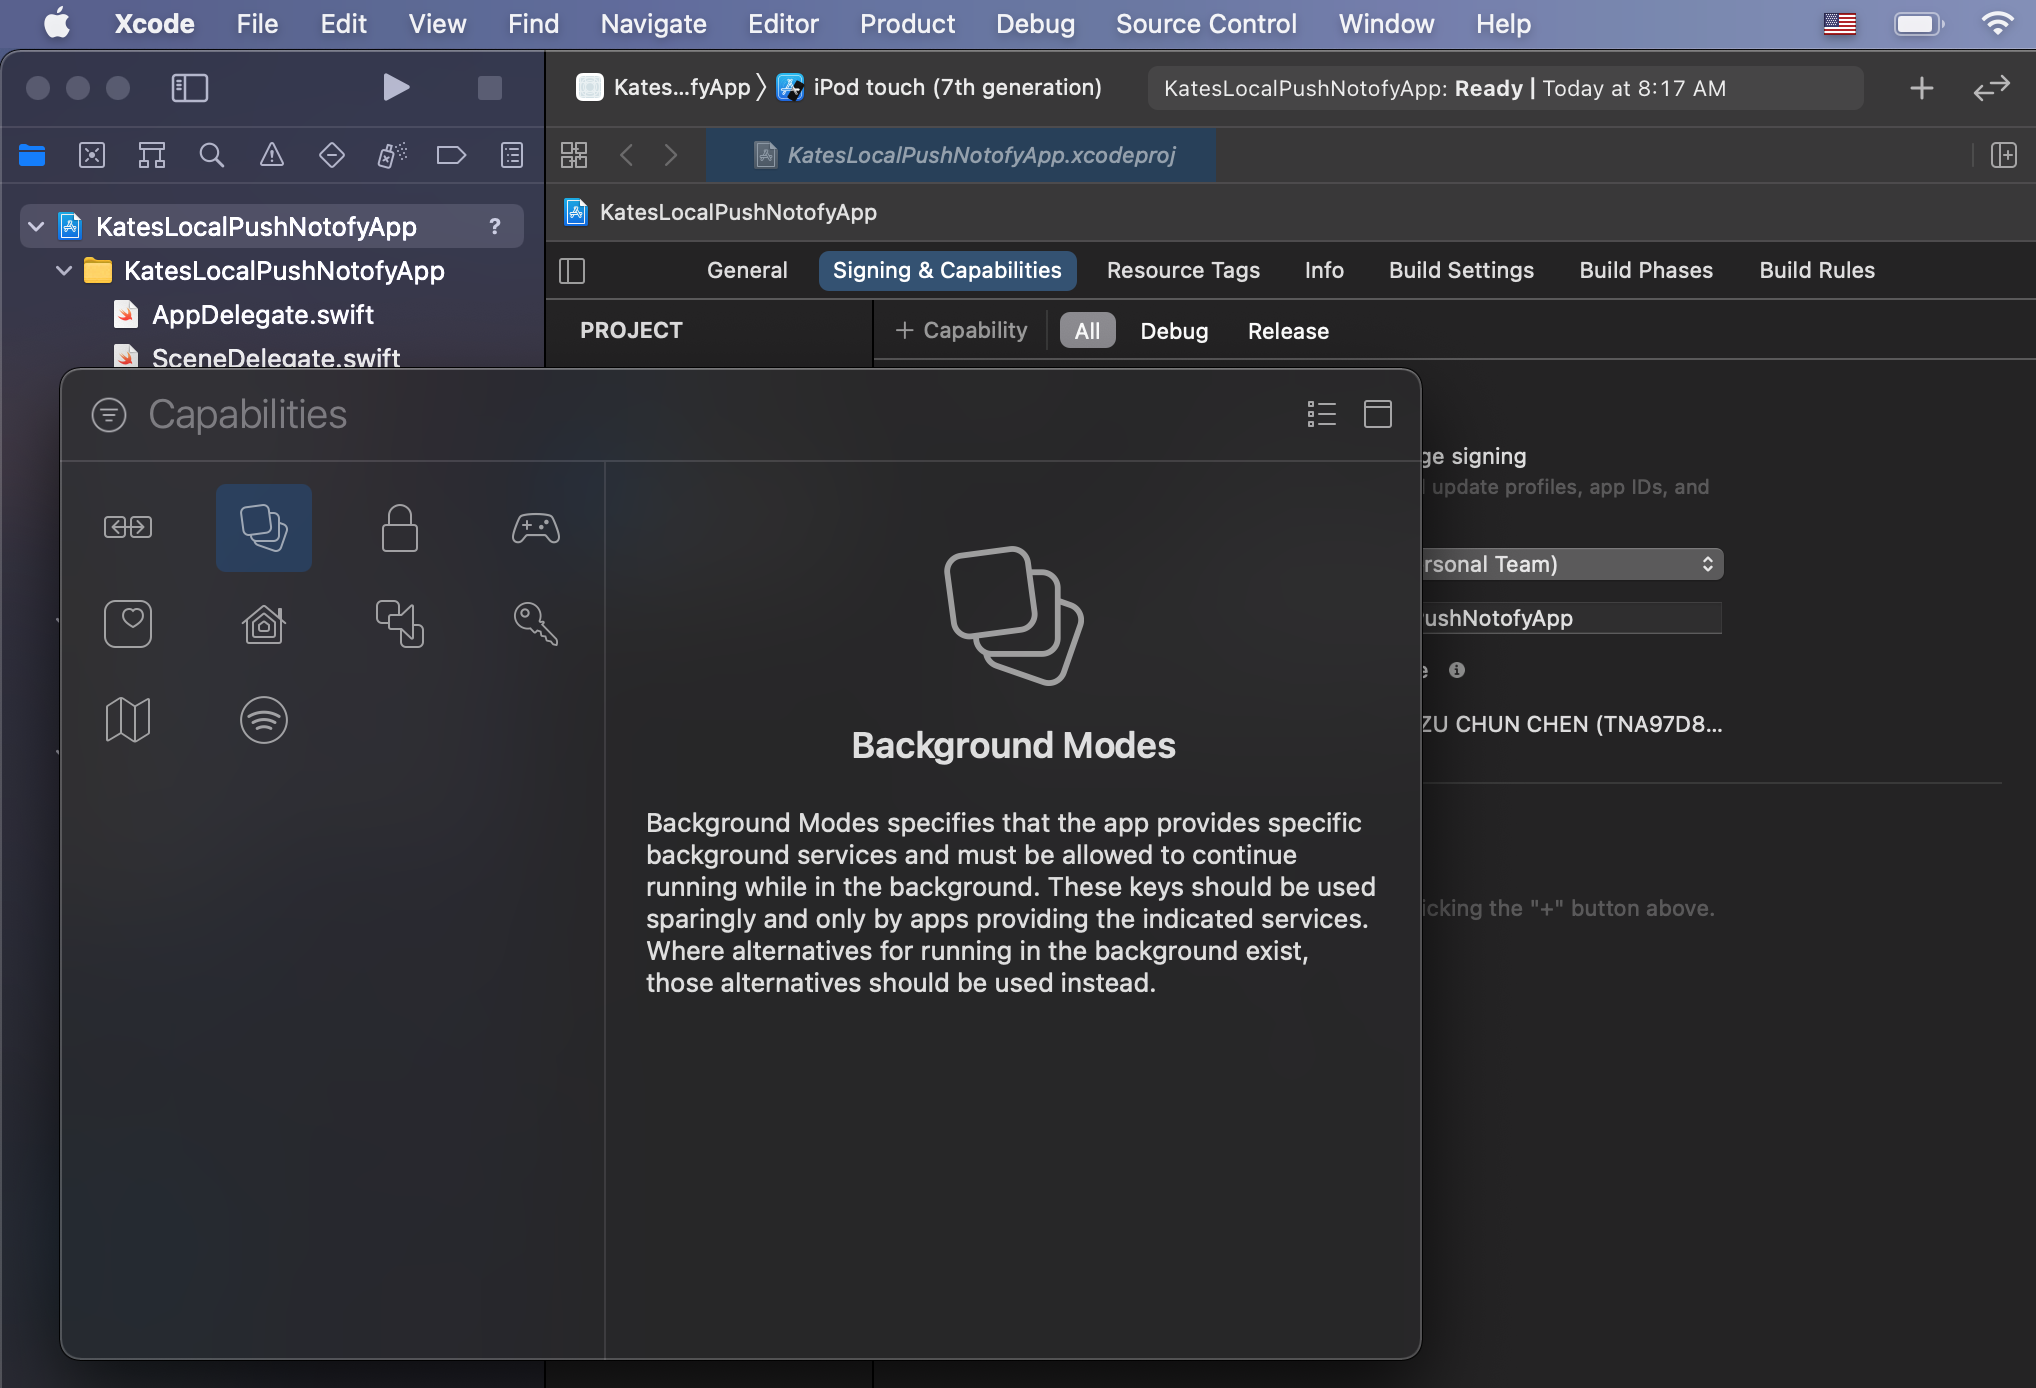 Xcode File Edit View Find Navigate Editor Product Debug Source Control Window Help
Kates...fyApp iPod touch (7th generation) KatesLocalPushNotofyApp: Ready | Today at 8:17 AM
KatesLocalPushNotofyApp.xcodeproj
KatesLocalPushNotofyApp ?
KatesLocalPushNotofyApp
KatesLocalPushNotofyApp
AppDelegate.swift
SceneDelegate.swift
General Signing & Capabilities Resource Tags Info Build Settings Build Phases Build Rules
PROJECT
+ Capability All Debug Release
Capabilities
Background Modes
Background Modes specifies that the app provides specific
background services and must be allowed to continue
running while in the background. These keys should be used
sparingly and only by apps providing the indicated services.
Where alternatives for running in the background exist,
those alternatives should be used instead.
ge signing
update profiles, app IDs, and
rsonal Team)
ushNotofyApp
e
ZU CHUN CHEN (TNA97D8...
icking the "+" button above.